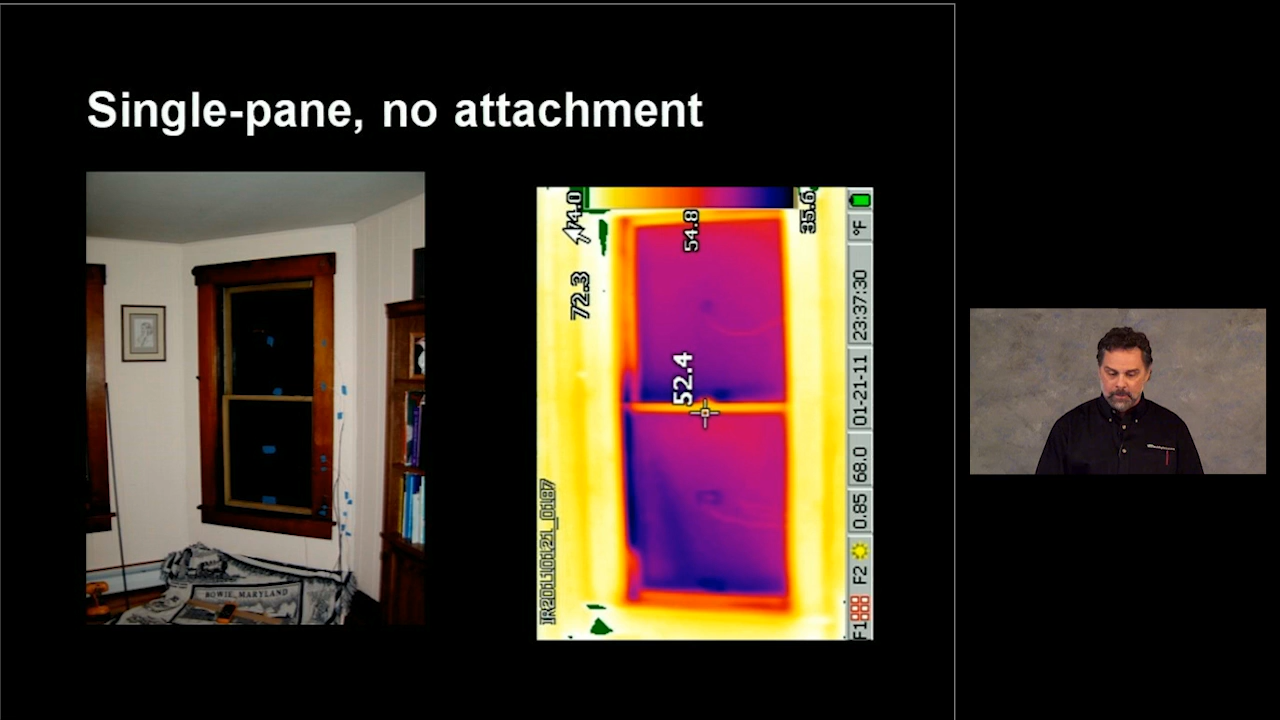 Single-pane, no attachment
BOWIE, MARYLAND
74.0
54.8
35.6
72.3
52.4
IR20110121_0187
°F
23:37:30
01-21-11
68.0
0.85
F2
F1